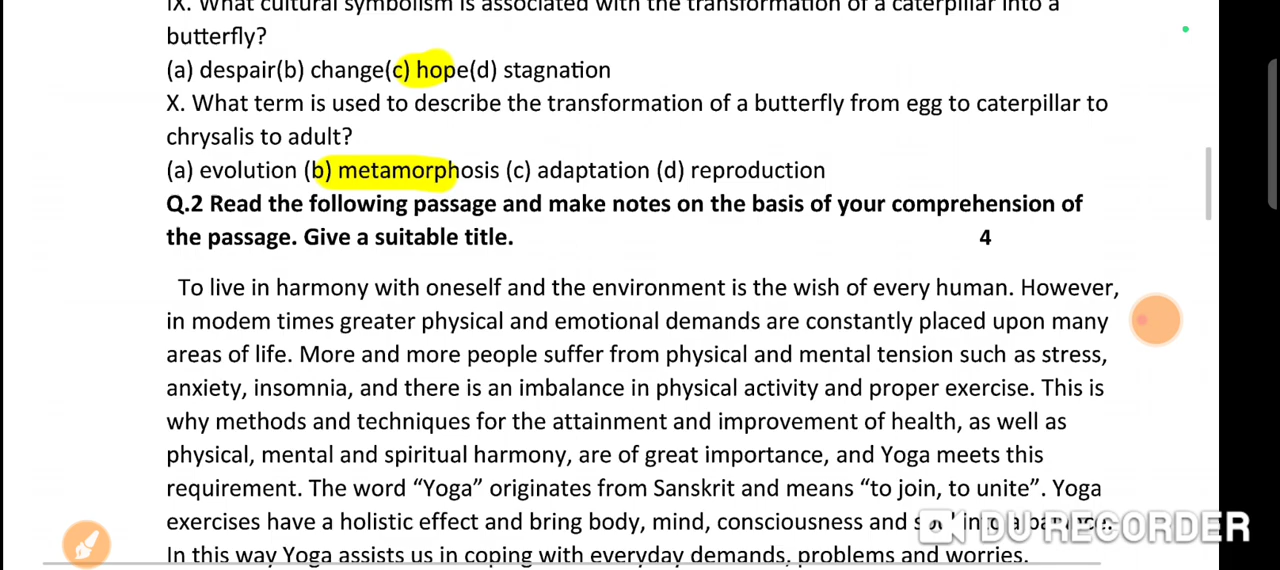 IX. What cultural symbolism is associated with the transformation of a caterpillar into a
butterfly?
(a) despair(b) change(c) hope(d) stagnation
X. What term is used to describe the transformation of a butterfly from egg to caterpillar to
chrysalis to adult?
(a) evolution (b) metamorphosis (c) adaptation (d) reproduction
Q.2 Read the following passage and make notes on the basis of your comprehension of
the passage. Give a suitable title. 4
To live in harmony with oneself and the environment is the wish of every human. However,
in modem times greater physical and emotional demands are constantly placed upon many
areas of life. More and more people suffer from physical and mental tension such as stress,
anxiety, insomnia, and there is an imbalance in physical activity and proper exercise. This is
why methods and techniques for the attainment and improvement of health, as well as
physical, mental and spiritual harmony, are of great importance, and Yoga meets this
requirement. The word “Yoga” originates from Sanskrit and means “to join, to unite”. Yoga
exercises have a holistic effect and bring body, mind, consciousness and into
DU RECORDER
In this way Yoga assists us in coping with everyday demands, problems and worries.